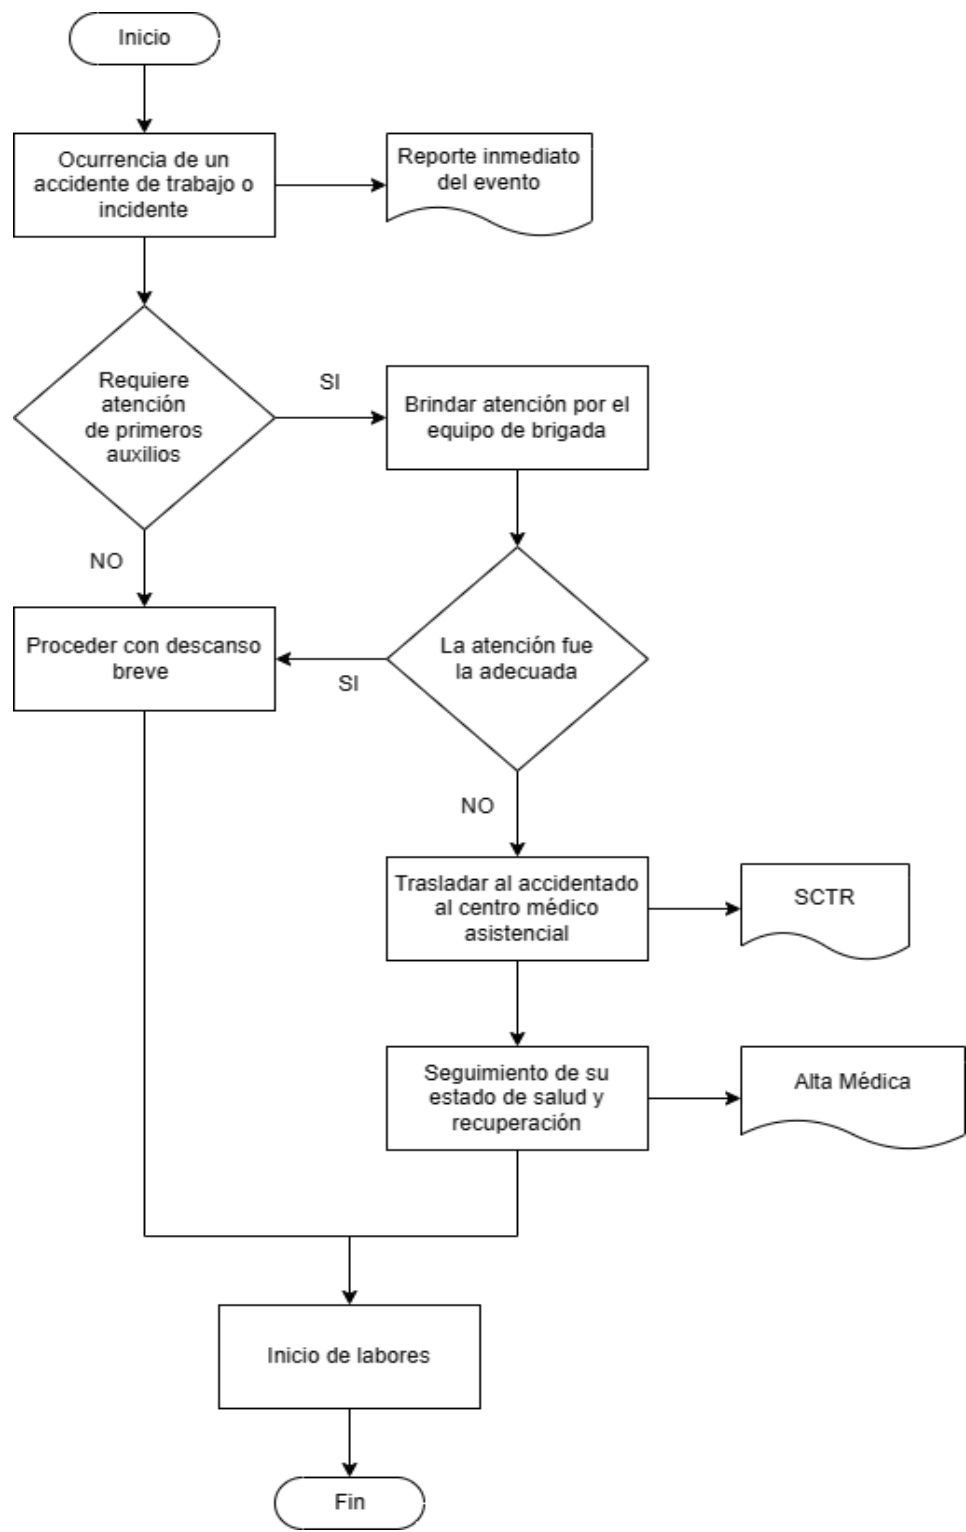 Inicio
Ocurrencia de un
accidente de trabajo o
incidente
Reporte inmediato
del evento
Requiere
atención
de primeros
auxilios
SI
Brindar atención por el
equipo de brigada
NO
Proceder con descanso
breve
SI
La atención fue
la adecuada
NO
Trasladar al accidentado
al centro médico
asistencial
SCTR
Seguimiento de su
estado de salud y
recuperación
Alta Médica
Inicio de labores
Fin